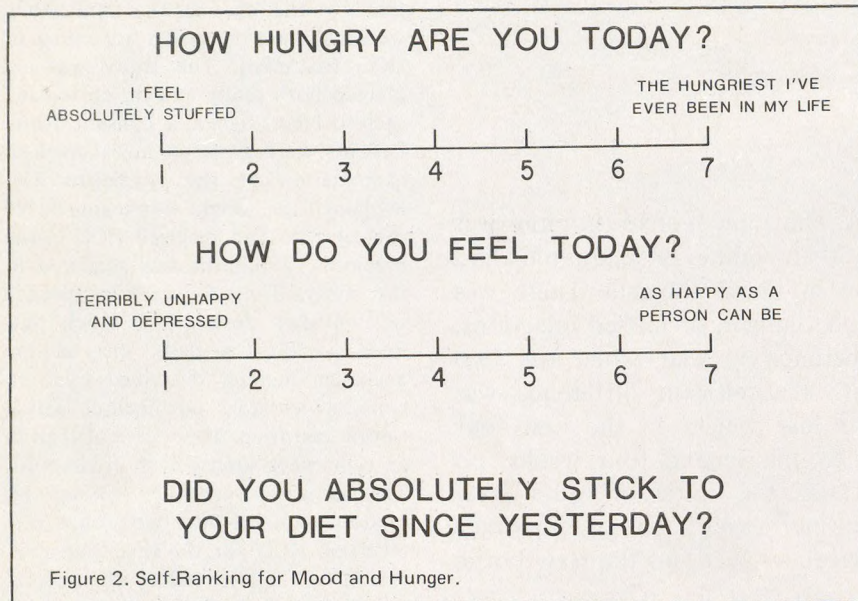 HOW HUNGRY ARE YOU TODAY?
I FEEL
ABSOLUTELY STUFFED
THE HUNGRIEST I'VE
EVER BEEN IN MY LIFE
1 2 3 4 5 6 7
HOW DO YOU FEEL TODAY?
TERRIBLY UNHAPPY
AND DEPRESSED
AS HAPPY AS A
PERSON CAN BE
1 2 3 4 5 6 7
DID YOU ABSOLUTELY STICK TO
YOUR DIET SINCE YESTERDAY?
Figure 2. Self-Ranking for Mood and Hunger.